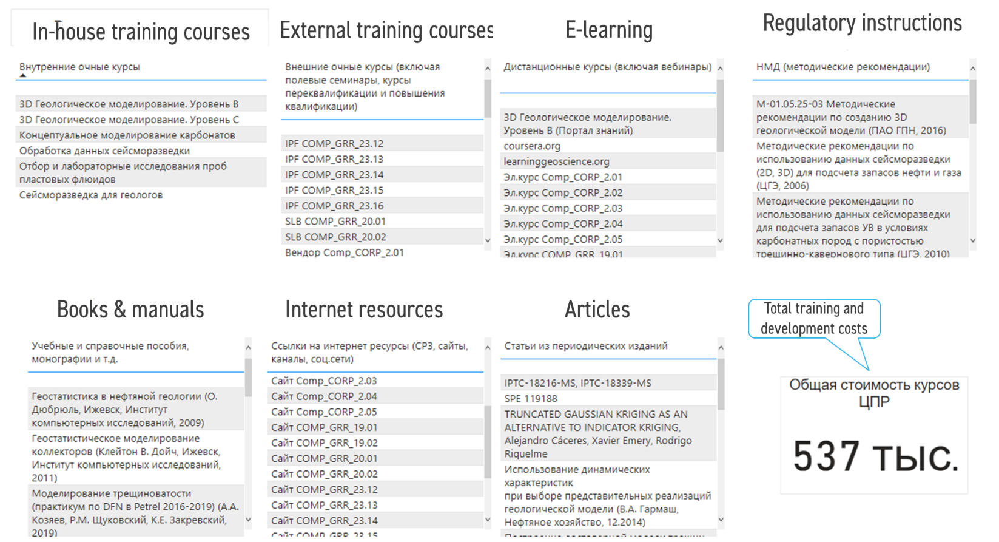 In-house training courses
Внутренние очные курсы
3D Геологическое моделирование. Уровень B
3D Геологическое моделирование. Уровень C
Концептуальное моделирование карбонатов
Обработка данных сейсморазведки
Отбор и лабораторные исследования проб
пластовых флюидов
Сейсморазведка для геологов
External training courses
Внешние очные курсы (включая
полевые семинары, курсы
переквалификации и повышения
квалификации)
IPF COMP_GRR_23.12
IPF COMP_GRR_23.13
IPF COMP_GRR_23.14
IPF COMP_GRR_23.15
IPF COMP_GRR_23.16
SLB COMP_GRR_20.01
SLB COMP_GRR_20.02
Вендор Comp_CORP_2.01
E-learning
Дистанционные курсы (включая вебинары)
3D Геологическое моделирование.
Уровень B (Портал знаний)
coursera.org
learninggeoscience.org
Эл.курс Comp_CORP_2.01
Эл.курс Comp_CORP_2.02
Эл.курс Comp_CORP_2.03
Эл.курс Comp_CORP_2.04
Эл.курс Comp_CORP_2.05
Эл.курс COMP_GRR_19.01
Regulatory instructions
НМД (методические рекомендации)
М-01.05.25-03 Методические
рекомендации по созданию 3D
геологической модели (ПАО ГПН, 2016)
Методические рекомендации по
использованию данных сейсморазведки
(2D, 3D) для подсчета запасов нефти и газа
(ЦГЭ, 2006)
Методические рекомендации по
использованию данных сейсморазведки
для подсчета запасов УВ в условиях
карбонатных пород с пористостью
трещинно-кавернового типа (ЦГЭ, 2010)
Books & manuals
Учебные и справочные пособия,
монографии и т.д.
Геостатистика в нефтяной геологии (О.
Дюбрюль, Ижевск, Институт
компьютерных исследований, 2009)
Геостатистическое моделирование
коллекторов (Клейтон В. Дойч, Ижевск,
Институт компьютерных исследований,
2011)
Моделирование трещиноватости
(практикум по DFN в Petrel 2016-2019) (А.А.
Козяев, Р.М. Щуковский, К.Е. Закревский,
2019)
Internet resources
Ссылки на интернет ресурсы (СРЗ, сайты,
каналы, соц.сети)
Сайт Comp_CORP_2.03
Сайт Comp_CORP_2.04
Сайт Comp_CORP_2.05
Сайт COMP_GRR_19.01
Сайт COMP_GRR_19.02
Сайт COMP_GRR_20.01
Сайт COMP_GRR_20.02
Сайт COMP_GRR_23.12
Сайт COMP_GRR_23.13
Сайт COMP_GRR_23.14
Сайт COMP_GRR_23.15
Articles
Статьи из периодических изданий
IPTC-18216-MS, IPTC-18339-MS
SPE 119188
TRUNCATED GAUSSIAN KRIGING AS AN
ALTERNATIVE TO INDICATOR KRIGING,
Alejandro Cáceres, Xavier Emery, Rodrigo
Riquelme
Использование динамических
характеристик
при выборе представительных реализаций
геологической модели (В.А. Гармаш,
Нефтяное хозяйство, 12.2014)
Total training and
development costs
Общая стоимость курсов
ЦПР
537 тыс.